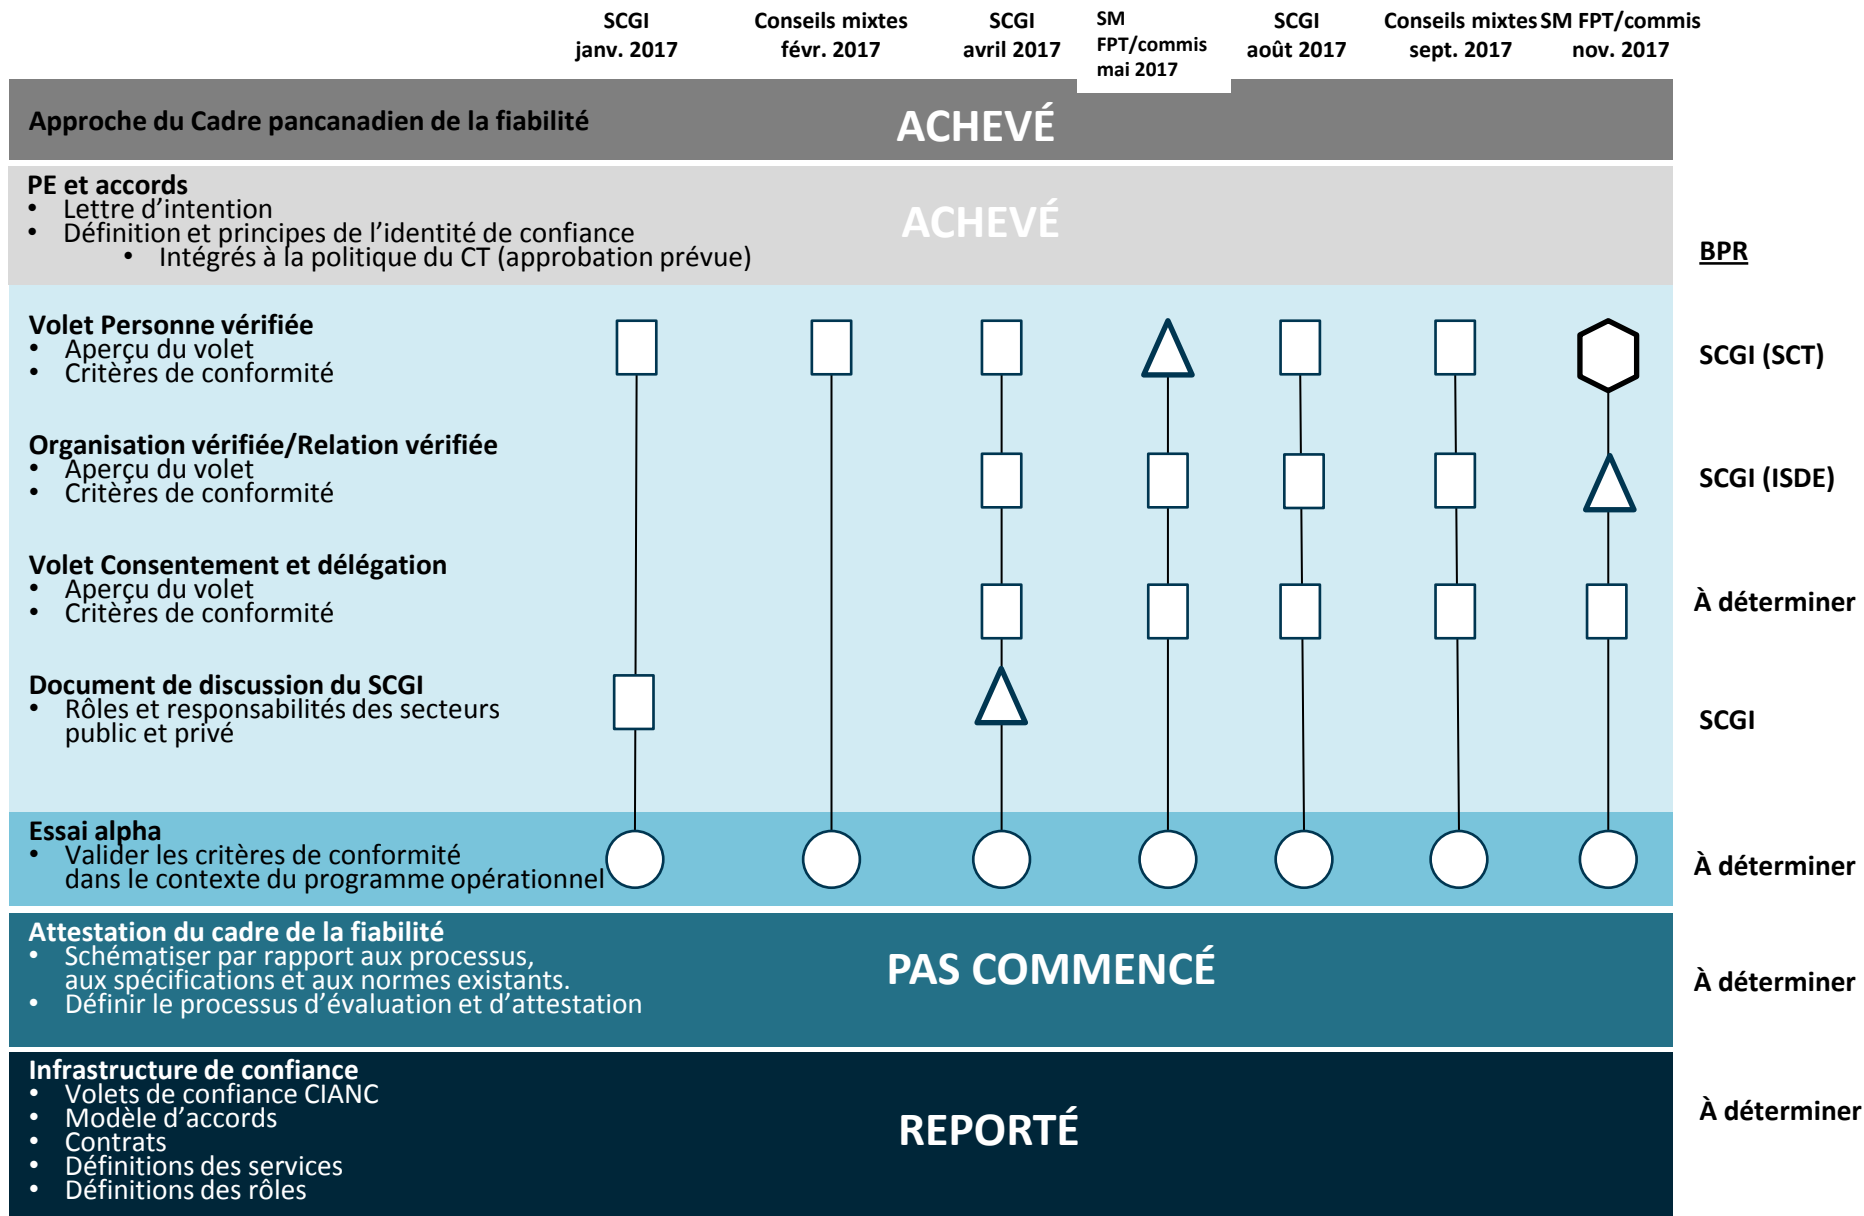 SCGI
janv. 2017
Conseils mixtes
févr. 2017
SCGI
avril 2017
SM
FPT/commis
mai 2017
SCGI
août 2017
Conseils mixtes
sept. 2017
SM FPT/commis
nov. 2017
Approche du Cadre pancanadien de la fiabilité
ACHEVÉ
PE et accords
• Lettre d’intention
• Définition et principes de l’identité de confiance
• Intégrés à la politique du CT (approbation prévue)
ACHEVÉ
BPR
Volet Personne vérifiée
• Aperçu du volet
• Critères de conformité
SCGI (SCT)
Organisation vérifiée/Relation vérifiée
• Aperçu du volet
• Critères de conformité
SCGI (ISDE)
Volet Consentement et délégation
• Aperçu du volet
• Critères de conformité
À déterminer
Document de discussion du SCGI
• Rôles et responsabilités des secteurs
public et privé
SCGI
Essai alpha
• Valider les critères de conformité
dans le contexte du programme opérationnel
À déterminer
Attestation du cadre de la fiabilité
• Schématiser par rapport aux processus,
aux spécifications et aux normes existants.
• Définir le processus d’évaluation et d’attestation
PAS COMMENCÉ
À déterminer
Infrastructure de confiance
• Volets de confiance CIANC
• Modèle d’accords
• Contrats
• Définitions des services
• Définitions des rôles
REPORTÉ
À déterminer